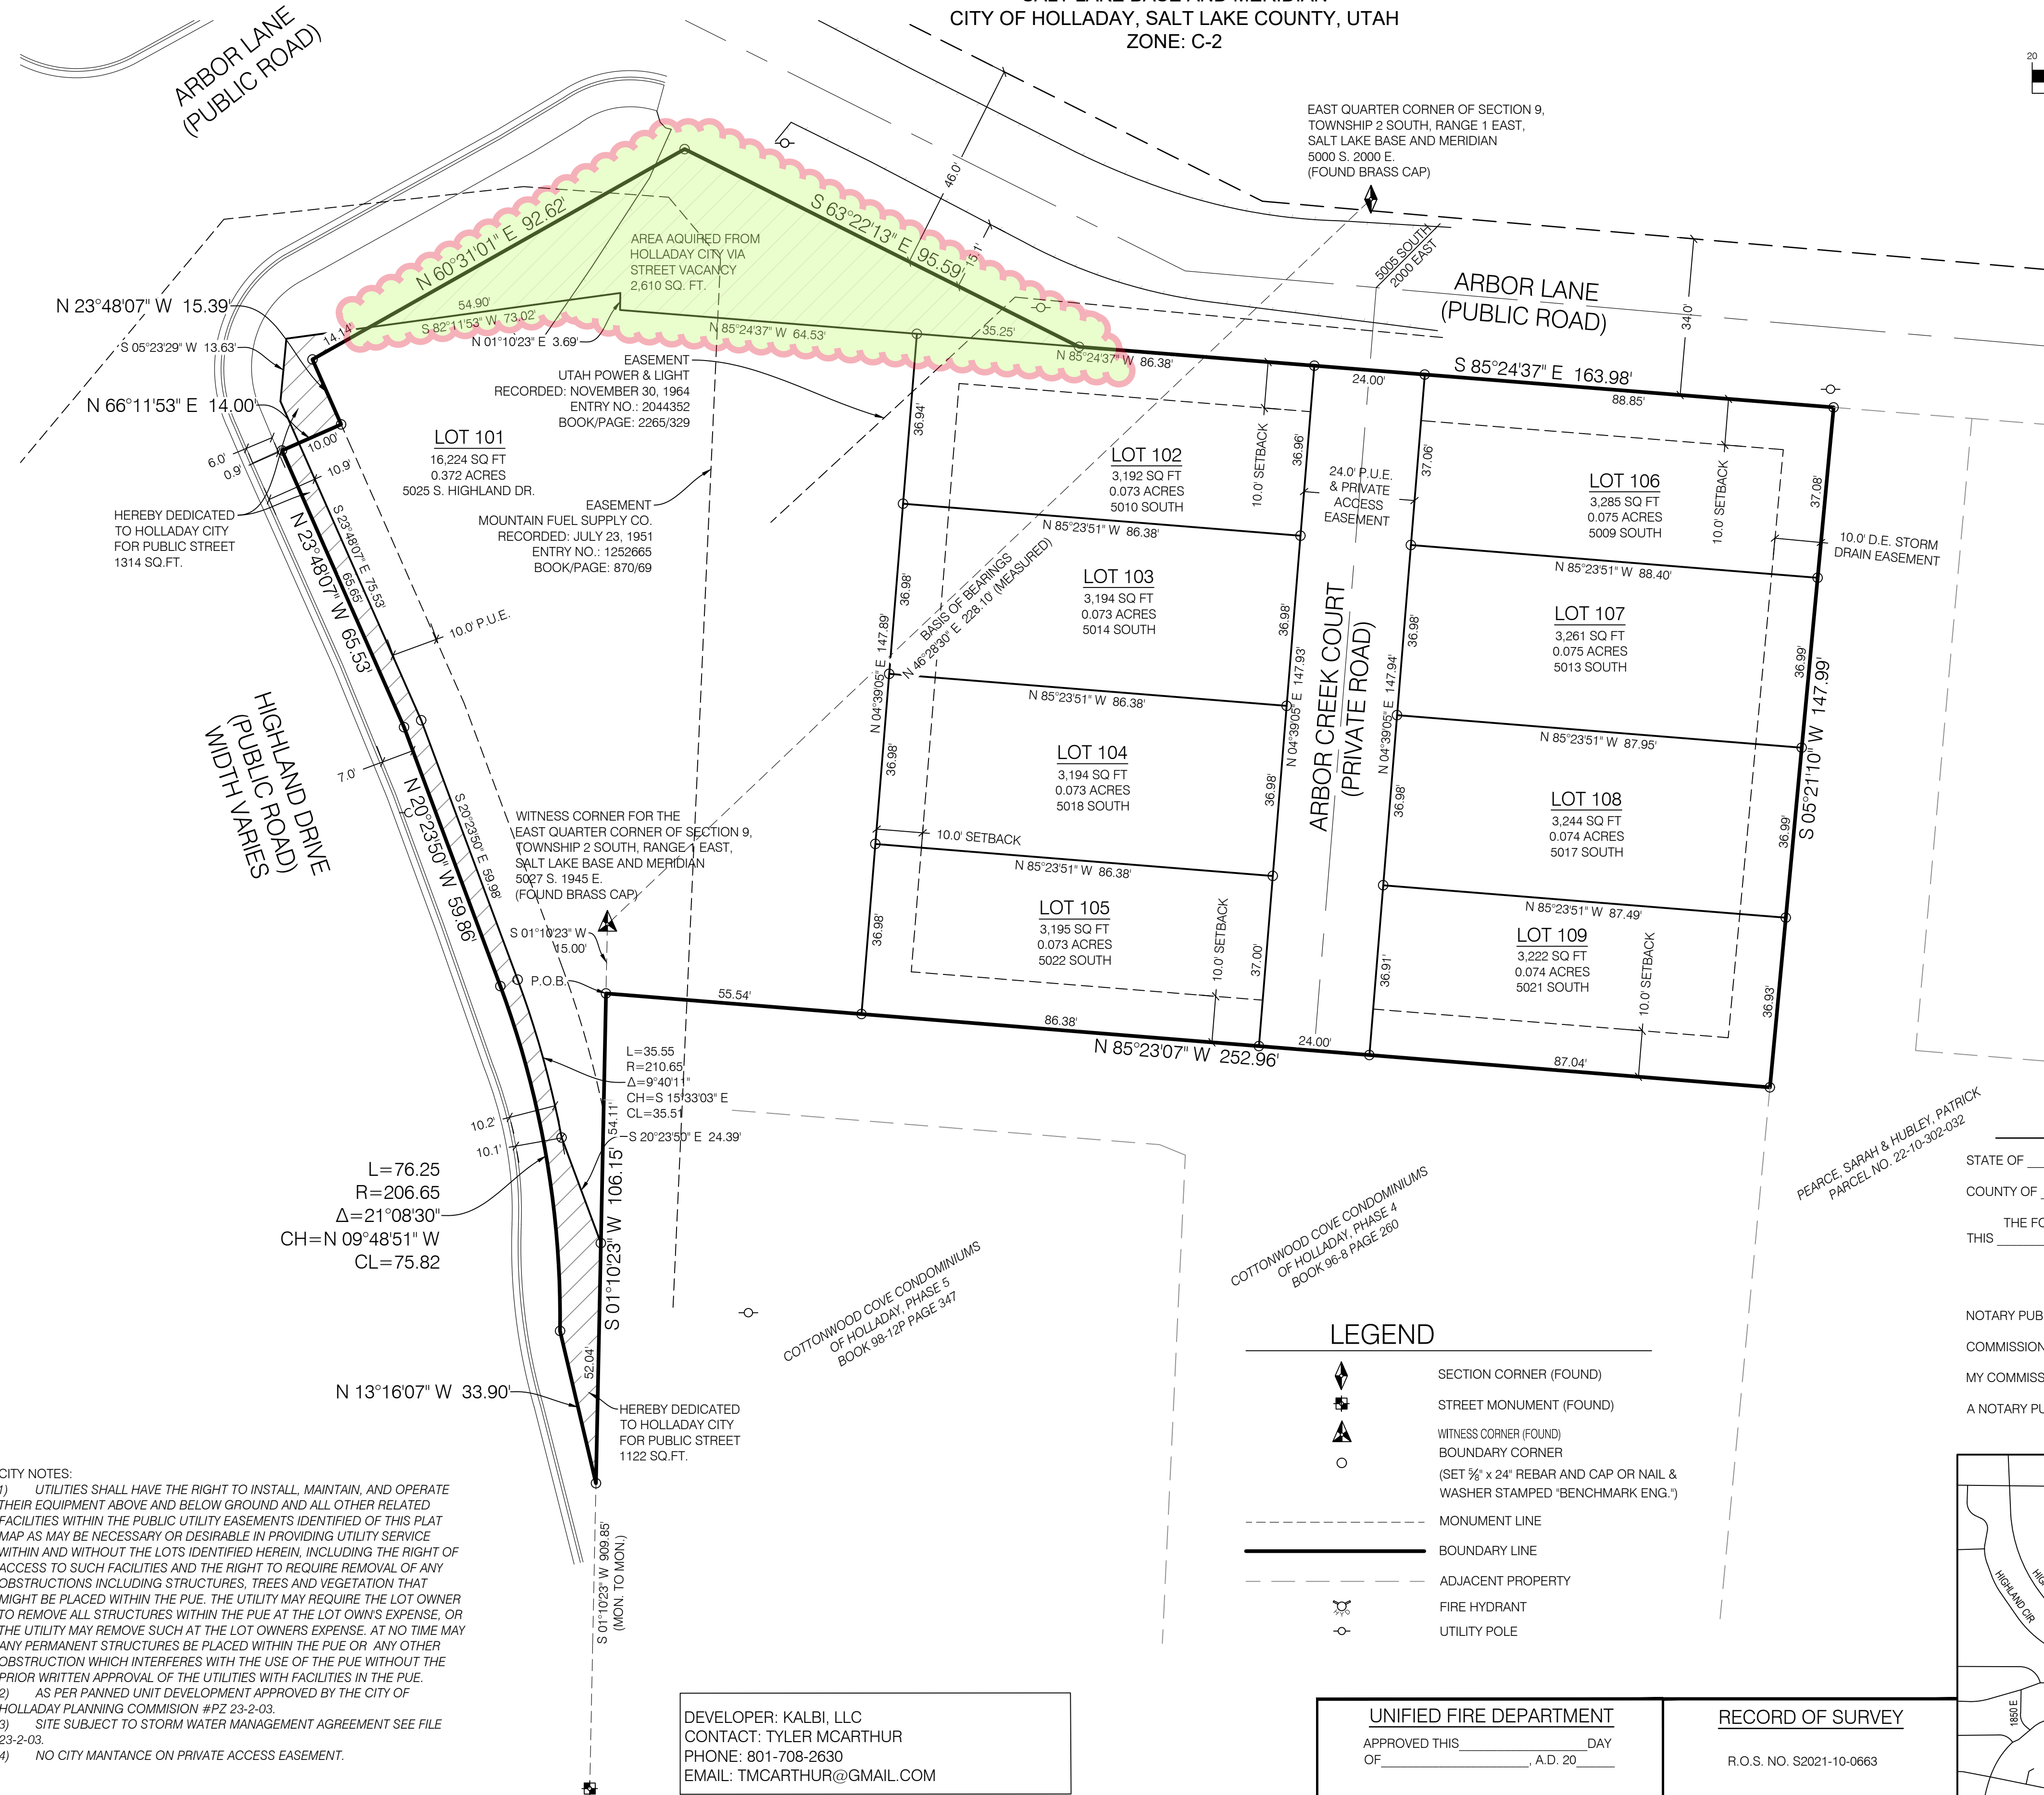 SALT LAKE BASE AND MERIDIAN
CITY OF HOLLADAY, SALT LAKE COUNTY, UTAH
ZONE: C-2
20
ARBOR LANE
(PUBLIC ROAD)
EAST QUARTER CORNER OF SECTION 9,
TOWNSHIP 2 SOUTH, RANGE 1 EAST,
SALT LAKE BASE AND MERIDIAN
5000 S. 2000 E.
(FOUND BRASS CAP)
46.0'
15.1'
N 60°31'01" E 92.62'
S 63°22'13" E 95.59'
AREA AQUIRED FROM
HOLLADAY CITY VIA
STREET VACANCY
2,610 SQ. FT.
5005 SOUTH
2000 EAST
ARBOR LANE
(PUBLIC ROAD)
34.0'
N 23°48'07" W 15.39'
S 05°23'29" W 13.63'
14.14'
54.90'
S 82°11'53" W 73.02'
N 01°10'23" E 3.69'
N 85°24'37" W 64.53'
35.25'
N 85°24'37" W 86.38'
24.00'
S 85°24'37" E 163.98'
88.85'
EASEMENT
UTAH POWER & LIGHT
RECORDED: NOVEMBER 30, 1964
ENTRY NO.: 2044352
BOOK/PAGE: 2265/329
N 66°11'53" E 14.00'
10.00'
6.0'
0.9'
10.9'
LOT 101
16,224 SQ FT
0.372 ACRES
5025 S. HIGHLAND DR.
EASEMENT
MOUNTAIN FUEL SUPPLY CO.
RECORDED: JULY 23, 1951
ENTRY NO.: 1252665
BOOK/PAGE: 870/69
HEREBY DEDICATED
TO HOLLADAY CITY
FOR PUBLIC STREET
1314 SQ.FT.
36.94'
LOT 102
3,192 SQ FT
0.073 ACRES
5010 SOUTH
10.0' SETBACK
36.96'
24.0' P.U.E.
& PRIVATE
ACCESS
EASEMENT
37.06'
LOT 106
3,285 SQ FT
0.075 ACRES
5009 SOUTH
10.0' SETBACK
37.08'
10.0' D.E. STORM
DRAIN EASEMENT
N 85°23'51" W 86.38'
N 85°23'51" W 88.40'
N 23°48'07" W 65.53'
65.65'
S 23°48'07" E 75.53'
10.0' P.U.E.
36.98'
N 04°39'05" E 147.89'
BASIS OF BEARINGS
N 46°28'30" E 228.10' (MEASURED)
LOT 103
3,194 SQ FT
0.073 ACRES
5014 SOUTH
36.98'
N 04°39'05" E 147.93'
ARBOR CREEK COURT
(PRIVATE ROAD)
36.98'
N 04°39'05" E 147.94'
LOT 107
3,261 SQ FT
0.075 ACRES
5013 SOUTH
36.99'
S 05°21'10" W 147.99'
N 85°23'51" W 86.38'
N 85°23'51" W 87.95'
HIGHLAND DRIVE
(PUBLIC ROAD)
WIDTH VARIES
7.0'
N 20°23'50" W 59.86'
S 20°23'50" E 59.98'
36.98'
LOT 104
3,194 SQ FT
0.073 ACRES
5018 SOUTH
36.98'
36.98'
LOT 108
3,244 SQ FT
0.074 ACRES
5017 SOUTH
36.99'
WITNESS CORNER FOR THE
EAST QUARTER CORNER OF SECTION 9,
TOWNSHIP 2 SOUTH, RANGE 1 EAST,
SALT LAKE BASE AND MERIDIAN
5027 S. 1945 E.
(FOUND BRASS CAP)
10.0' SETBACK
N 85°23'51" W 86.38'
N 85°23'51" W 87.49'
S 01°10'23" W
15.00'
P.O.B.
36.98'
LOT 105
3,195 SQ FT
0.073 ACRES
5022 SOUTH
10.0' SETBACK
37.00'
36.91'
LOT 109
3,222 SQ FT
0.074 ACRES
5021 SOUTH
10.0' SETBACK
36.93'
55.54'
86.38'
24.00'
87.04'
N 85°23'07" W 252.96'
L=35.55
R=210.65'
Δ=9°40'11"
CH=S 15°33'03" E
CL=35.51
54.11'
S 20°23'50" E 24.39'
10.2'
10.1'
S 01°10'23" W 106.15'
L=76.25
R=206.65
Δ=21°08'30"
CH=N 09°48'51" W
CL=75.82
52.04'
N 13°16'07" W 33.90'
HEREBY DEDICATED
TO HOLLADAY CITY
FOR PUBLIC STREET
1122 SQ.FT.
S 01°10'23" W 909.85'
(MON. TO MON.)
COTTONWOOD COVE CONDOMINIUMS
OF HOLLADAY, PHASE 5
BOOK 98-12P PAGE 347
COTTONWOOD COVE CONDOMINIUMS
OF HOLLADAY, PHASE 4
BOOK 96-8 PAGE 260
PEARCE, SARAH & HUBLEY, PATRICK
PARCEL NO. 22-10-302-032
STATE OF
COUNTY OF
THE FO
THIS
NOTARY PUB
COMMISSION
MY COMMISS
A NOTARY PU
LEGEND
SECTION CORNER (FOUND)
STREET MONUMENT (FOUND)
WITNESS CORNER (FOUND)
BOUNDARY CORNER
(SET ⅝" x 24" REBAR AND CAP OR NAIL &
WASHER STAMPED "BENCHMARK ENG.")
MONUMENT LINE
BOUNDARY LINE
ADJACENT PROPERTY
FIRE HYDRANT
UTILITY POLE
CITY NOTES:
1) UTILITIES SHALL HAVE THE RIGHT TO INSTALL, MAINTAIN, AND OPERATE
THEIR EQUIPMENT ABOVE AND BELOW GROUND AND ALL OTHER RELATED
FACILITIES WITHIN THE PUBLIC UTILITY EASEMENTS IDENTIFIED OF THIS PLAT
MAP AS MAY BE NECESSARY OR DESIRABLE IN PROVIDING UTILITY SERVICE
WITHIN AND WITHOUT THE LOTS IDENTIFIED HEREIN, INCLUDING THE RIGHT OF
ACCESS TO SUCH FACILITIES AND THE RIGHT TO REQUIRE REMOVAL OF ANY
OBSTRUCTIONS INCLUDING STRUCTURES, TREES AND VEGETATION THAT
MIGHT BE PLACED WITHIN THE PUE. THE UTILITY MAY REQUIRE THE LOT OWNER
TO REMOVE ALL STRUCTURES WITHIN THE PUE AT THE LOT OWN'S EXPENSE, OR
THE UTILITY MAY REMOVE SUCH AT THE LOT OWNERS EXPENSE. AT NO TIME MAY
ANY PERMANENT STRUCTURES BE PLACED WITHIN THE PUE OR ANY OTHER
OBSTRUCTION WHICH INTERFERES WITH THE USE OF THE PUE WITHOUT THE
PRIOR WRITTEN APPROVAL OF THE UTILITIES WITH FACILITIES IN THE PUE.
2) AS PER PANNED UNIT DEVELOPMENT APPROVED BY THE CITY OF
HOLLADAY PLANNING COMMISION #PZ 23-2-03.
3) SITE SUBJECT TO STORM WATER MANAGEMENT AGREEMENT SEE FILE
23-2-03.
4) NO CITY MANTANCE ON PRIVATE ACCESS EASEMENT.
DEVELOPER: KALBI, LLC
CONTACT: TYLER MCARTHUR
PHONE: 801-708-2630
EMAIL: TMCARTHUR@GMAIL.COM
UNIFIED FIRE DEPARTMENT
APPROVED THIS____________________DAY
OF_______________________, A.D. 20______
RECORD OF SURVEY
R.O.S. NO. S2021-10-0663
HIGHLAND CIR
1850 E